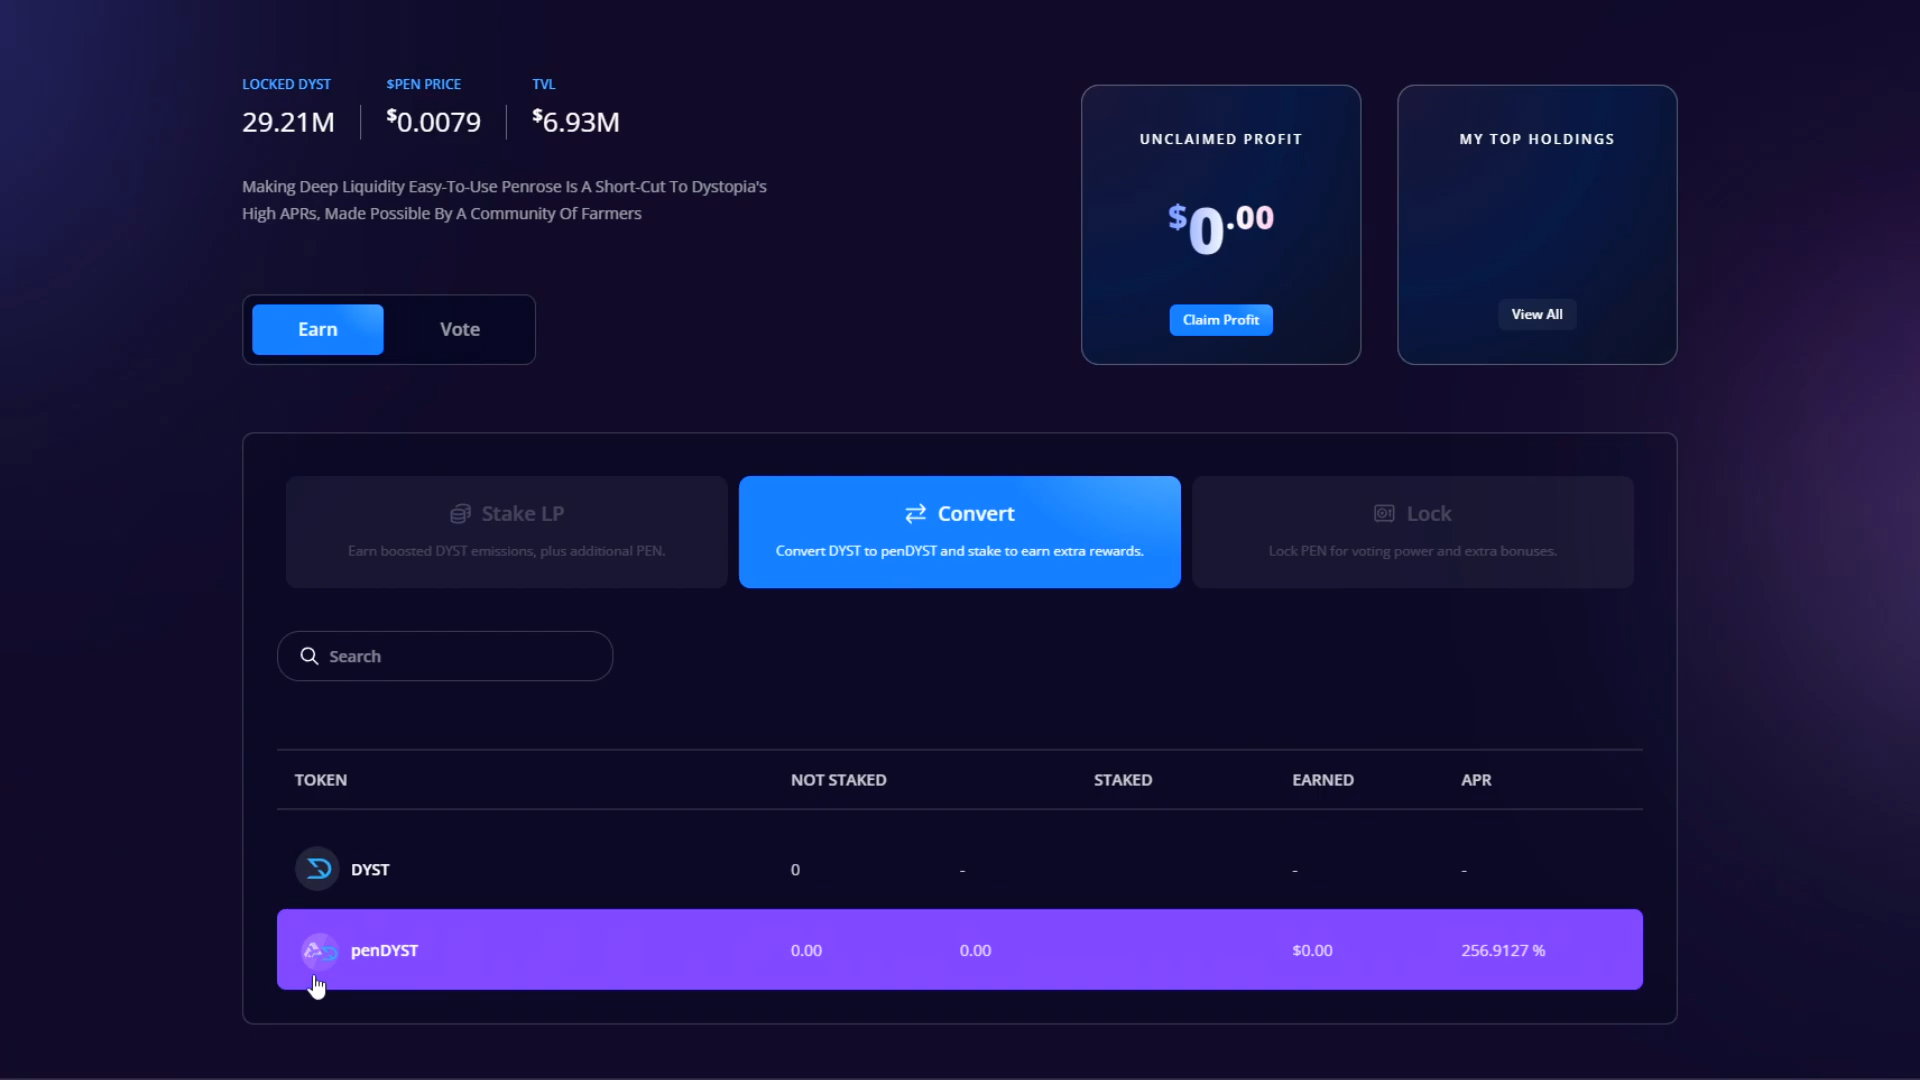 LOCKED DYST
29.21M
$PEN PRICE
$0.0079
TVL
$6.93M
Making Deep Liquidity Easy-To-Use Penrose Is A Short-Cut To Dystopia's
High APRs, Made Possible By A Community Of Farmers
Earn
Vote
UNCLAIMED PROFIT
$0.00
Claim Profit
MY TOP HOLDINGS
View All
Stake LP
Earn boosted DYST emissions, plus additional PEN.
Convert
Convert DYST to penDYST and stake to earn extra rewards.
Lock
Lock PEN for voting power and extra bonuses.
Search
TOKEN NOT STAKED STAKED EARNED APR
DYST 0 - - -
penDYST 0.00 0.00 $0.00 256.9127 %